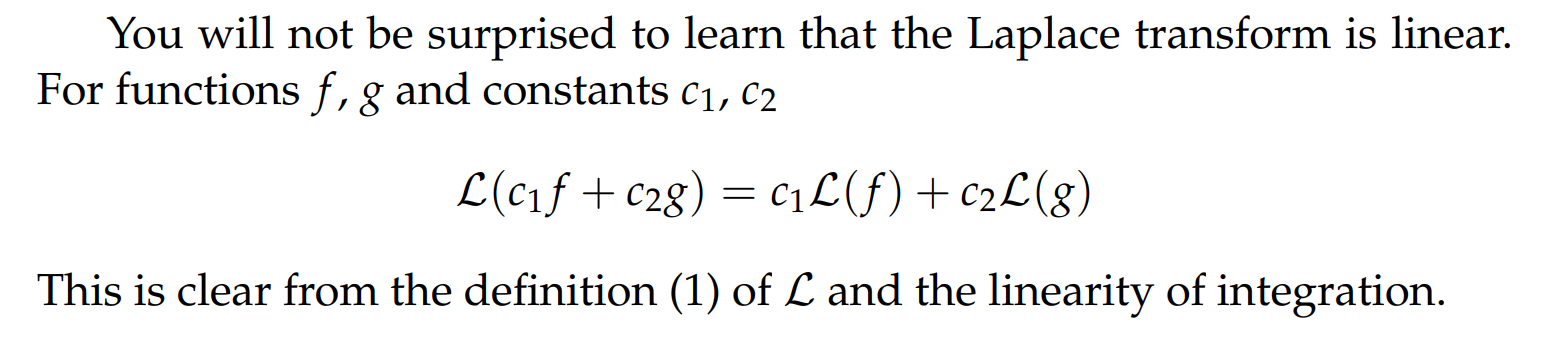 You will not be surprised to learn that the Laplace transform is linear.
For functions f, g and constants c₁, c₂
ℒ(c₁f + c₂g) = c₁ℒ(f) + c₂ℒ(g)
This is clear from the definition (1) of ℒ and the linearity of integration.